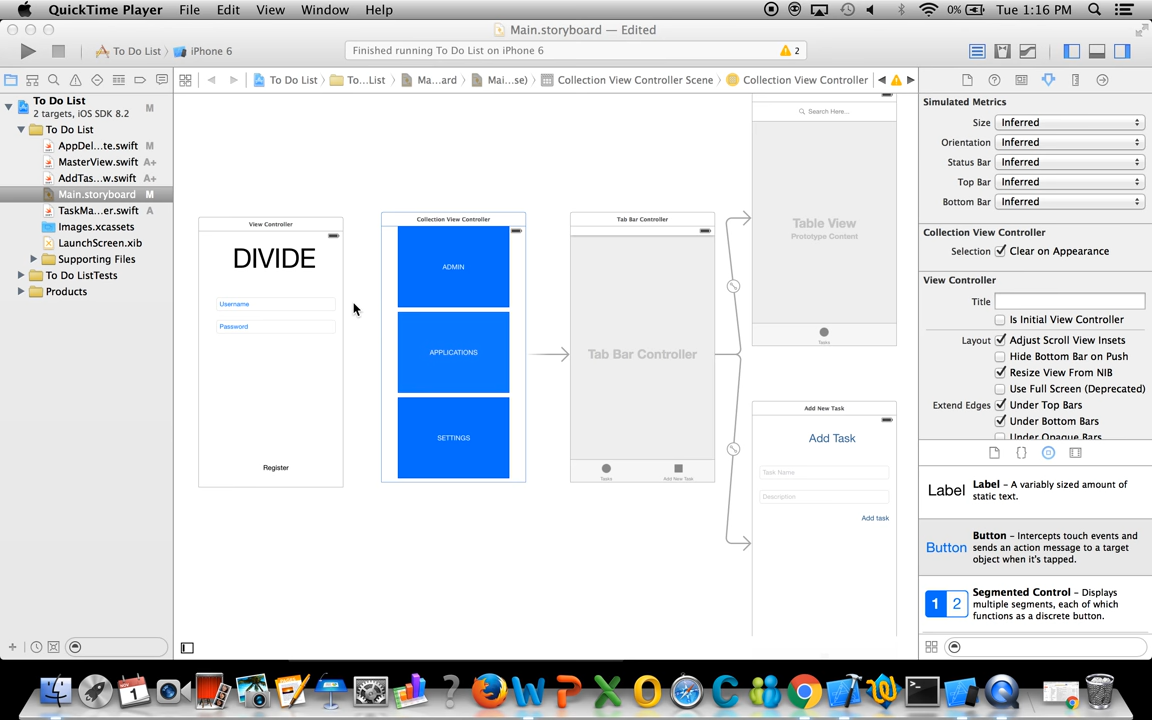 QuickTime Player File Edit View Window Help 0% Tue 1:16 PM
Main.storyboard — Edited
To Do List iPhone 6 Finished running To Do List on iPhone 6 2
To Do List To...List Ma...ard Mai...se) Collection View Controller Scene Collection View Controller
To Do List M
2 targets, iOS SDK 8.2
To Do List
AppDel...te.swift M
MasterView.swift A+
AddTas...w.swift A+
Main.storyboard M
TaskMa...er.swift A
Images.xcassets
LaunchScreen.xib
Supporting Files
To Do ListTests
Products
View Controller
DIVIDE
Username
Password
Register
Collection View Controller
ADMIN
APPLICATIONS
SETTINGS
Tab Bar Controller
Tab Bar Controller
Tasks Add New Task
Search Here...
Table View
Prototype Content
Tasks
Add New Task
Add Task
Task Name
Description
Add task
Simulated Metrics
Size Inferred
Orientation Inferred
Status Bar Inferred
Top Bar Inferred
Bottom Bar Inferred
Collection View Controller
Selection Clear on Appearance
View Controller
Title
Is Initial View Controller
Layout Adjust Scroll View Insets
Hide Bottom Bar on Push
Resize View From NIB
Use Full Screen (Deprecated)
Extend Edges Under Top Bars
Under Bottom Bars
Under Opaque Bars
Label Label - A variably sized amount of
static text.
Button Button - Intercepts touch events and
sends an action message to a target
object when it's tapped.
1 2 Segmented Control - Displays
multiple segments, each of which
functions as a discrete button.